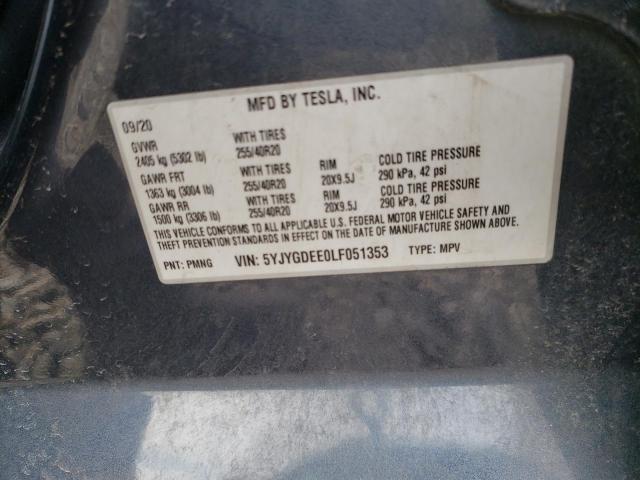 MFD BY TESLA, INC.
09/20
GVWR WITH TIRES
2405 kg (5302 lb) 255/40R20 RIM COLD TIRE PRESSURE
GAWR FRT WITH TIRES 20X9.5J 290 kPa, 42 psi
1363 kg (3004 lb) 255/40R20 RIM COLD TIRE PRESSURE
GAWR RR WITH TIRES 20X9.5J 290 kPa, 42 psi
1500 kg (3306 lb) 255/40R20
THIS VEHICLE CONFORMS TO ALL APPLICABLE U.S. FEDERAL MOTOR VEHICLE SAFETY AND
THEFT PREVENTION STANDARDS IN EFFECT ON THE DATE OF MANUFACTURE SHOWN ABOVE.
PNT: PMNG VIN: 5YJYGDEE0LF051353 TYPE: MPV